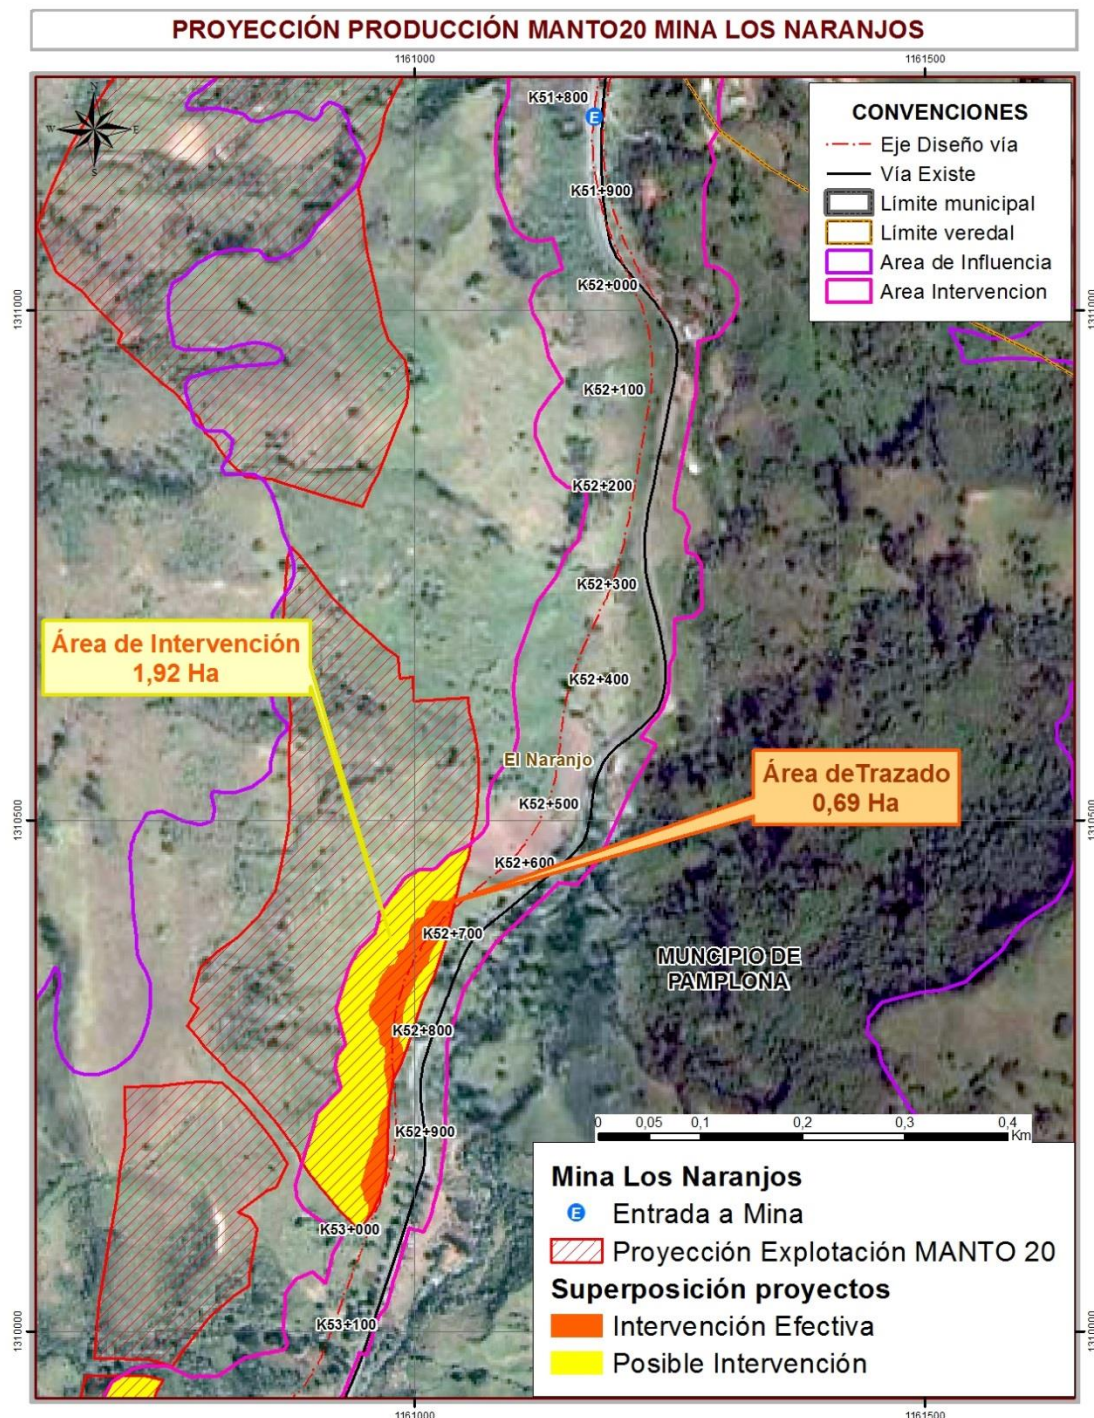 PROYECCIÓN PRODUCCIÓN MANTO20 MINA LOS NARANJOS
1161000
1161500
N
W
E
S
K51+800
E
CONVENCIONES
Eje Diseño vía
Vía Existe
Límite municipal
Límite veredal
Area de Influencia
Area Intervencion
K51+900
K52+000
1311000
1311000
K52+100
K52+200
K52+300
Área de Intervención
1,92 Ha
K52+400
El Naranjo
Área deTrazado
0,69 Ha
K52+500
1310500
1310500
K52+600
K52+700
MUNCIPIO DE
PAMPLONA
K52+800
K52+900
0 0,05 0,1 0,2 0,3 0,4
Km
Mina Los Naranjos
E Entrada a Mina
Proyección Explotación MANTO 20
Superposición proyectos
Intervención Efectiva
Posible Intervención
K53+000
K53+100
1310000
1310000
1161000
1161500